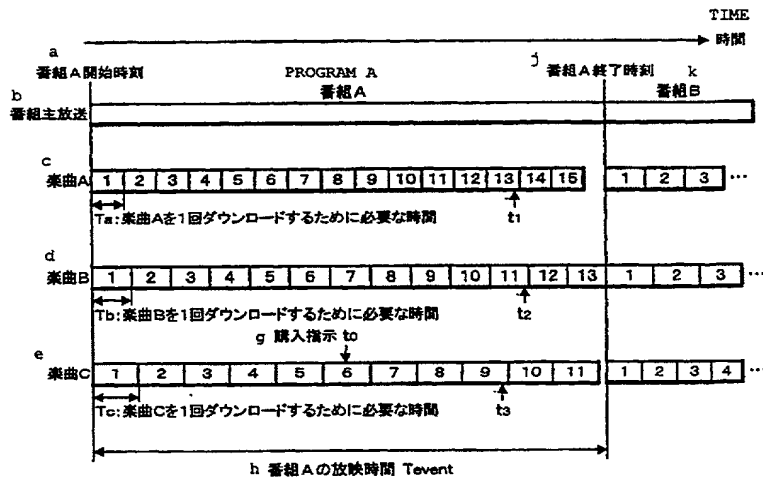 TIME
時間
a
番組A開始時刻
PROGRAM A
番組A
j 番組A終了時刻
k
番組B
b
番組主放送
c
楽曲A 1 2 3 4 5 6 7 8 9 10 11 12 13 14 15 1 2 3 …
Ta:楽曲Aを1回ダウンロードするために必要な時間
t1
d
楽曲B 1 2 3 4 5 6 7 8 9 10 11 12 13 1 2 3 …
Tb:楽曲Bを1回ダウンロードするために必要な時間
t2
g 購入指示 t0
e
楽曲C 1 2 3 4 5 6 7 8 9 10 11 1 2 3 4 …
Tc:楽曲Cを1回ダウンロードするために必要な時間
t3
h 番組Aの放映時間 Tevent